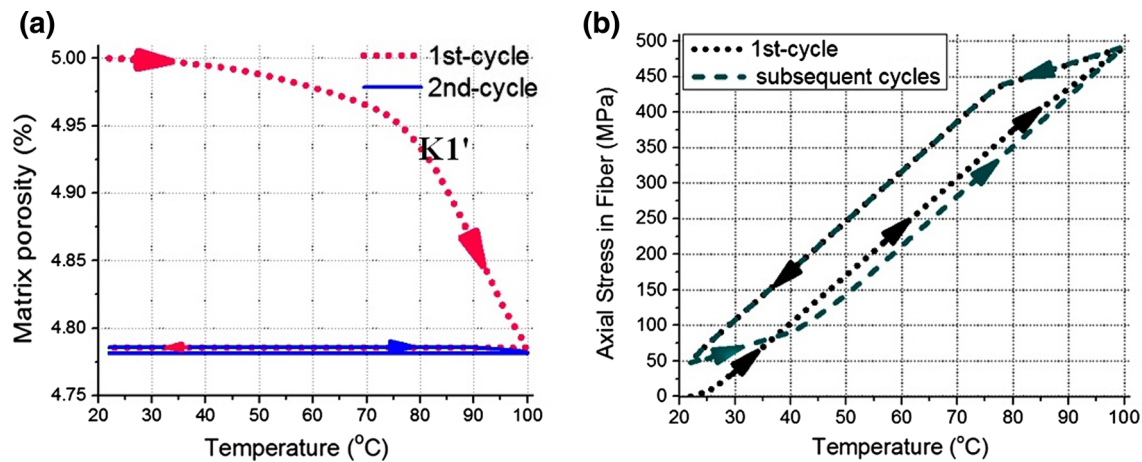 (a)
Matrix porosity (%)
5.00
4.95
4.90
4.85
4.80
4.75
1st-cycle
2nd-cycle
K1'
20 30 40 50 60 70 80 90 100
Temperature (°C)
(b)
Axial Stress in Fiber (MPa)
500
450
400
350
300
250
200
150
100
50
0
1st-cycle
subsequent cycles
30 40 50 60 70 80 90 100
Temperature (°C)